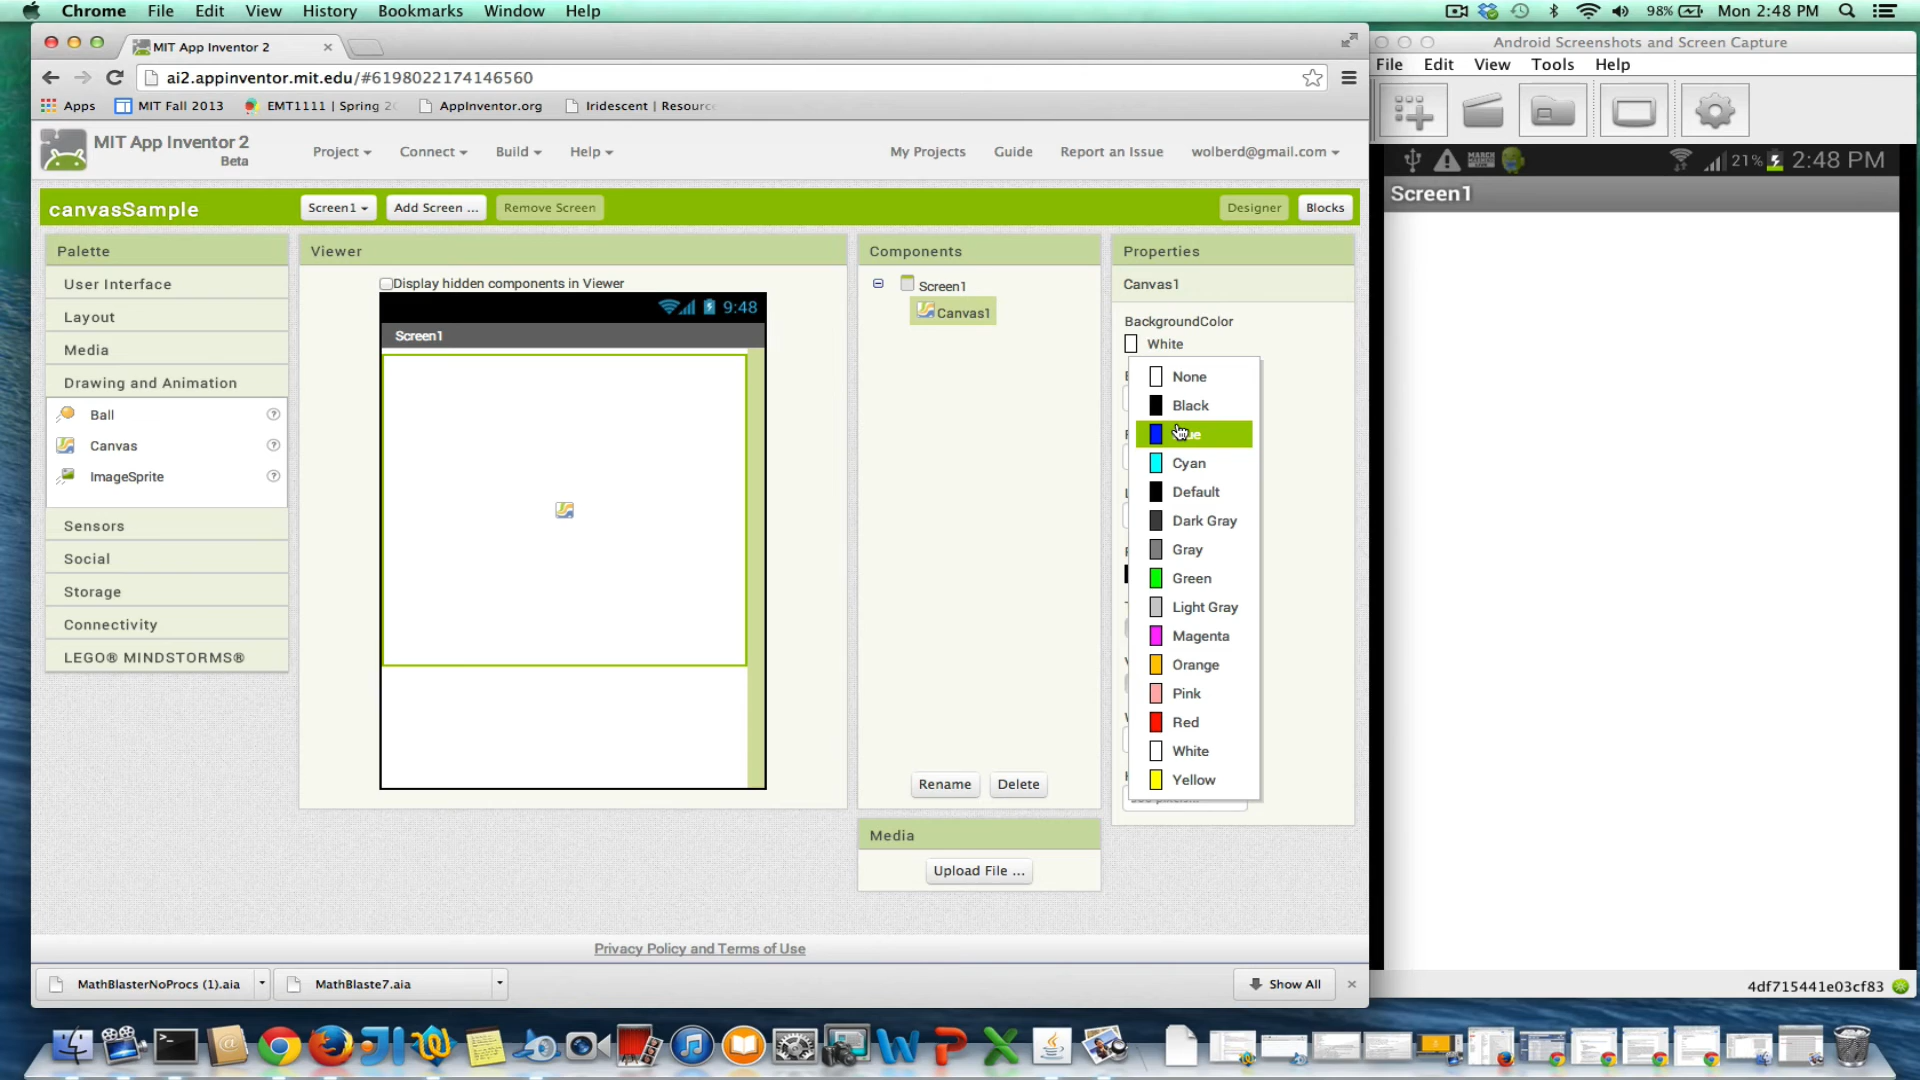 Chrome File Edit View History Bookmarks Window Help
98% Mon 2:48 PM
MIT App Inventor 2
ai2.appinventor.mit.edu/#6198022174146560
Apps MIT Fall 2013 EMT1111 | Spring AppInventor.org Iridescent |
MIT App Inventor 2
Beta
Project Connect Build Help
My Projects Guide Report an Issue wolberd@gmail.com
canvasSample Screen1 Add Screen ... Remove Screen Designer Blocks
Palette
User Interface
Layout
Media
Drawing and Animation
Ball ?
Canvas ?
ImageSprite ?
Sensors
Social
Storage
Connectivity
LEGO® MINDSTORMS®
Viewer
Display hidden components in Viewer
9:48
Screen1
Components
Screen1
Canvas1
Rename Delete
Media
Upload File ...
Properties
Canvas1
BackgroundColor
White
None
Black
Cyan
Default
Dark Gray
Gray
Green
Light Gray
Magenta
Orange
Pink
Red
White
Yellow
Privacy Policy and Terms of Use
MathBlasterNoProcs (1).aia MathBlaste7.aia Show All
Android Screenshots and Screen Capture
File Edit View Tools Help
21% 2:48 PM
Screen1
4df715441e03cf83